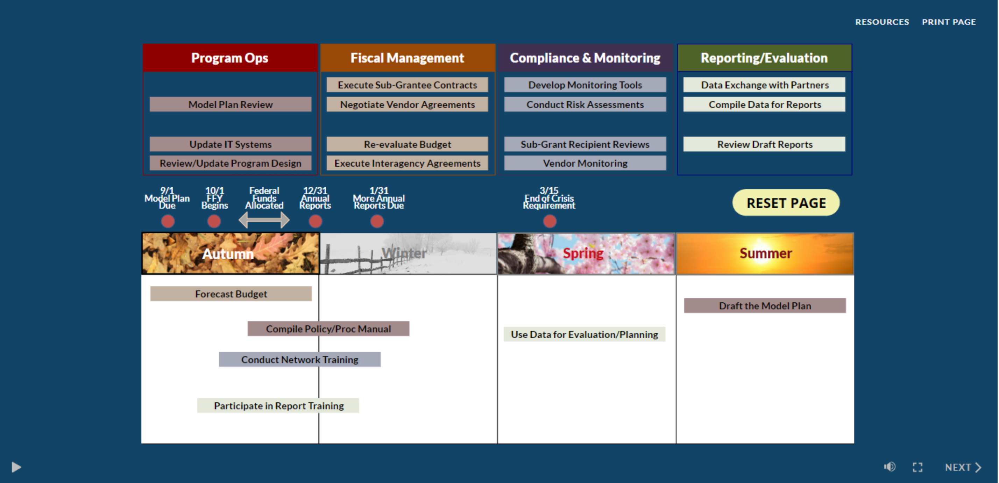 RESOURCES PRINT PAGE
Program Ops
Fiscal Management
Compliance & Monitoring
Reporting/Evaluation
Model Plan Review
Update IT Systems
Review/Update Program Design
Execute Sub-Grantee Contracts
Negotiate Vendor Agreements
Re-evaluate Budget
Execute Interagency Agreements
Develop Monitoring Tools
Conduct Risk Assessments
Sub-Grant Recipient Reviews
Vendor Monitoring
Data Exchange with Partners
Compile Data for Reports
Review Draft Reports
9/1
Model Plan
Due
10/1
FFY
Begins
Federal
Funds
Allocated
12/31
Annual
Reports
1/31
More Annual
Reports Due
3/15
End of Crisis
Requirement
RESET PAGE
Autumn
Winter
Spring
Summer
Forecast Budget
Compile Policy/Proc Manual
Conduct Network Training
Participate in Report Training
Use Data for Evaluation/Planning
Draft the Model Plan
NEXT